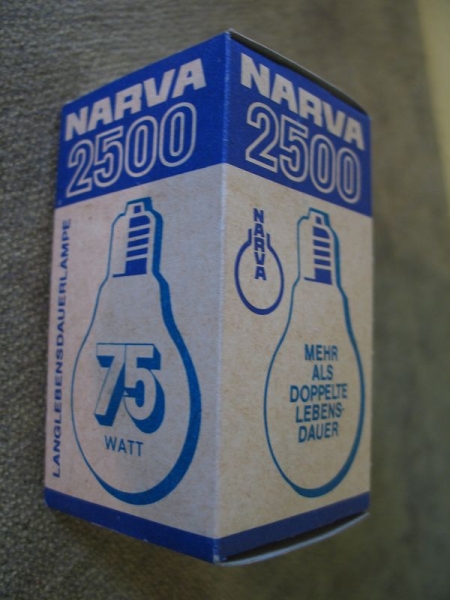 NARVA
2500
LANGLEBENSDAUERLAMPE
75
WATT
NARVA
2500
NARVA
MEHR
ALS
DOPPELTE
LEBENS-
DAUER